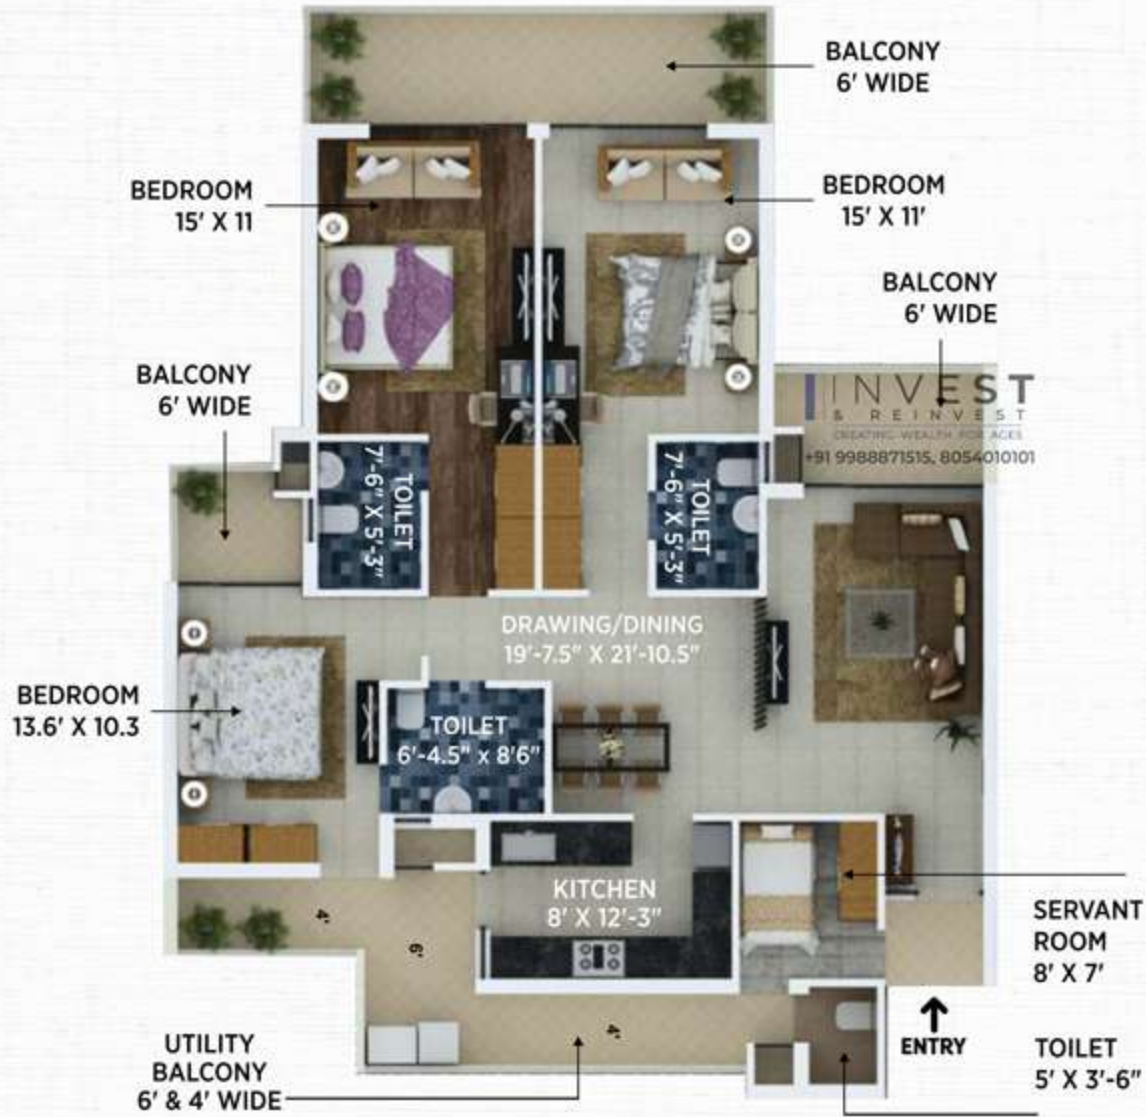 BALCONY
6' WIDE
BEDROOM
15' X 11
BEDROOM
15' X 11'
BALCONY
6' WIDE
BALCONY
6' WIDE
INVEST
& REINVEST
CREATING WEALTH FOR AGES
+91 9988871515, 8054010101
TOILET
7'-6" X 5'-3"
TOILET
7'-6" X 5'-3"
DRAWING/DINING
19'-7.5" X 21'-10.5"
BEDROOM
13.6' X 10.3
TOILET
6'-4.5" x 8'6"
KITCHEN
8' X 12'-3"
4'
6'
4'
SERVANT
ROOM
8' X 7'
ENTRY
TOILET
5' X 3'-6"
UTILITY
BALCONY
6' & 4' WIDE